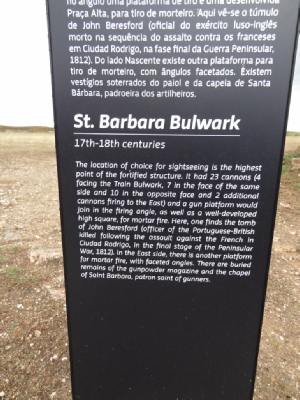 no ângulo uma plataforma de tiro e uma desenvolvida
Praça Alta, para tiro de morteiro. Aqui vê-se o túmulo
de John Beresford (oficial do exército luso-inglês
morto na sequência do assalto contra os franceses
em Ciudad Rodrigo, na fase final da Guerra Peninsular,
1812). Do lado Nascente existe outra plataforma para
tiro de morteiro, com ângulos facetados. Existem
vestígios soterrados do paiol e da capela de Santa
Bárbara, padroeira dos artilheiros.
St. Barbara Bulwark
17th-18th centuries
The location of choice for sightseeing is the highest
point of the fortified structure. It had 23 cannons (4
facing the Train Bulwark, 7 in the face of the same
side and 10 in the opposite face and 2 additional
cannons firing to the East) and a gun platform would
join in the firing angle, as well as a well-developed
high square, for mortar fire. Here, one finds the tomb
of John Beresford (officer of the Portuguese-British
killed following the assault against the French in
Ciudad Rodrigo, in the final stage of the Peninsular
War, 1812). In the East side, there is another platform
for mortar fire, with faceted angles. There are buried
remains of the gunpowder magazine and the chapel
of Saint Barbara, patron saint of gunners.